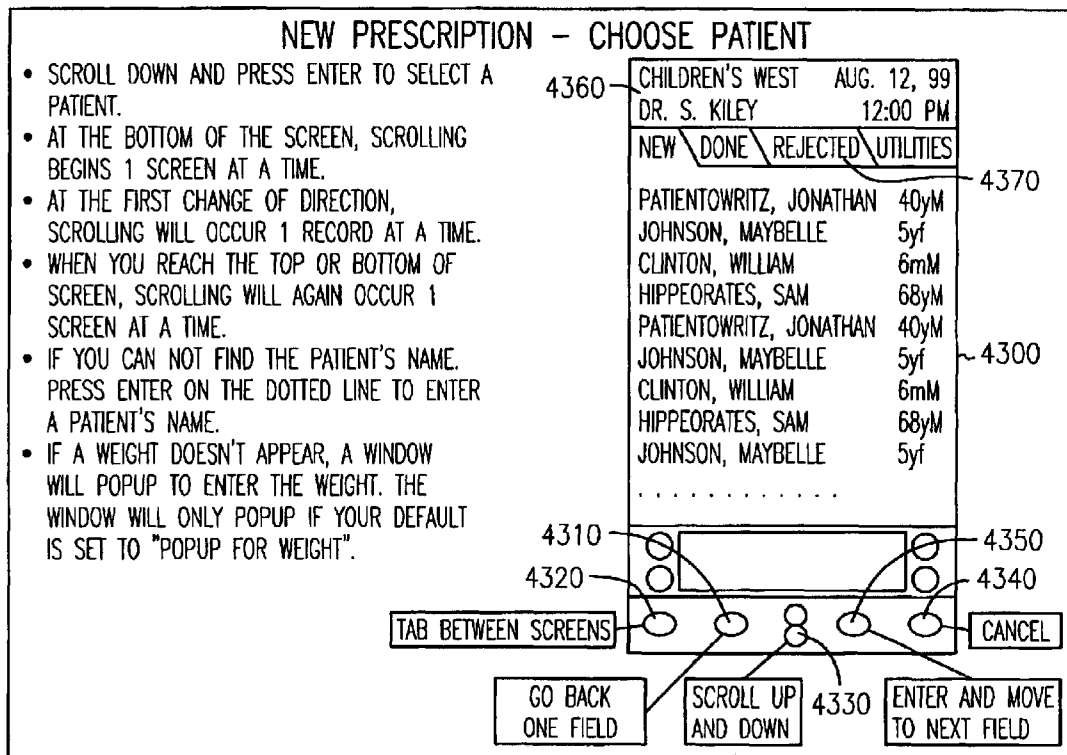 NEW PRESCRIPTION - CHOOSE PATIENT
• SCROLL DOWN AND PRESS ENTER TO SELECT A
PATIENT.
• AT THE BOTTOM OF THE SCREEN, SCROLLING
BEGINS 1 SCREEN AT A TIME.
• AT THE FIRST CHANGE OF DIRECTION,
SCROLLING WILL OCCUR 1 RECORD AT A TIME.
• WHEN YOU REACH THE TOP OR BOTTOM OF
SCREEN, SCROLLING WILL AGAIN OCCUR 1
SCREEN AT A TIME.
• IF YOU CAN NOT FIND THE PATIENT'S NAME.
PRESS ENTER ON THE DOTTED LINE TO ENTER
A PATIENT'S NAME.
• IF A WEIGHT DOESN'T APPEAR, A WINDOW
WILL POPUP TO ENTER THE WEIGHT. THE
WINDOW WILL ONLY POPUP IF YOUR DEFAULT
IS SET TO "POPUP FOR WEIGHT".
4360
CHILDREN'S WEST AUG. 12, 99
DR. S. KILEY 12:00 PM
NEW DONE REJECTED UTILITIES
4370
PATIENTOWRITZ, JONATHAN 40yM
JOHNSON, MAYBELLE 5yf
CLINTON, WILLIAM 6mM
HIPPEORATES, SAM 68yM
PATIENTOWRITZ, JONATHAN 40yM
JOHNSON, MAYBELLE 5yf
4300
CLINTON, WILLIAM 6mM
HIPPEORATES, SAM 68yM
JOHNSON, MAYBELLE 5yf
. . . . . . . . . . . .
4310
4350
4320
4340
TAB BETWEEN SCREENS
CANCEL
GO BACK
ONE FIELD
SCROLL UP
AND DOWN
4330
ENTER AND MOVE
TO NEXT FIELD